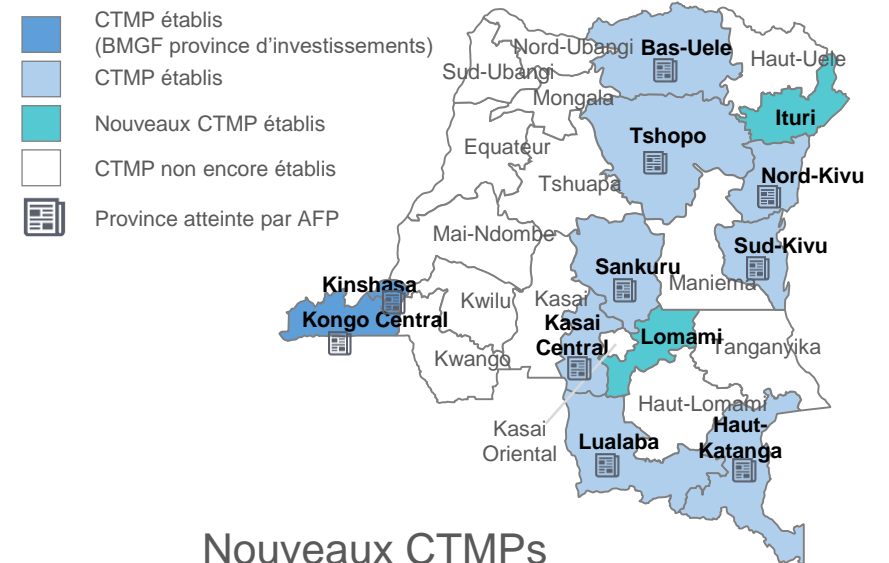 CTMP établis
(BMGF province d'investissements)
CTMP établis
Nouveaux CTMP établis
CTMP non encore établis
Province atteinte par AFP
Nord-Ubangi
Bas-Uele
Haut-Uele
Sud-Ubangi
Mongala
Ituri
Tshopo
Equateur
Nord-Kivu
Tshuapa
Mai-Ndombe
Sud-Kivu
Sankuru
Maniema
Kinshasa
Kwilu
Kasai
Kongo Central
Kasai
Central
Lomami
Tanganyika
Kwango
Haut-Lomami
Kasai
Oriental
Haut-
Katanga
Lualaba
Nouveaux CTMPs